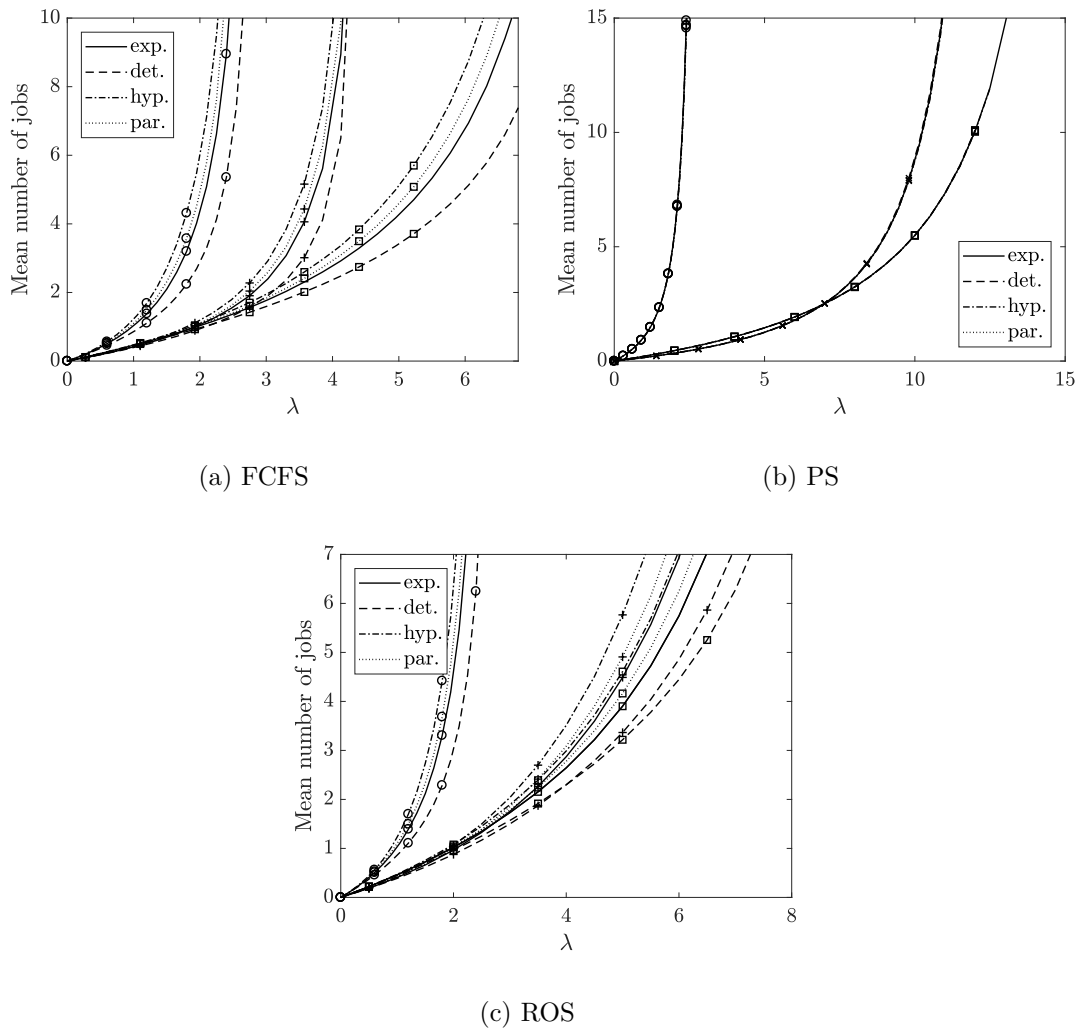 Mean number of jobs
10
8
6
4
2
0
0 1 2 3 4 5 6
λ
exp.
det.
hyp.
par.
(a) FCFS
Mean number of jobs
15
10
5
0
0 5 10 15
λ
exp.
det.
hyp.
par.
(b) PS
Mean number of jobs
7
6
5
4
3
2
1
0
0 2 4 6 8
λ
exp.
det.
hyp.
par.
(c) ROS